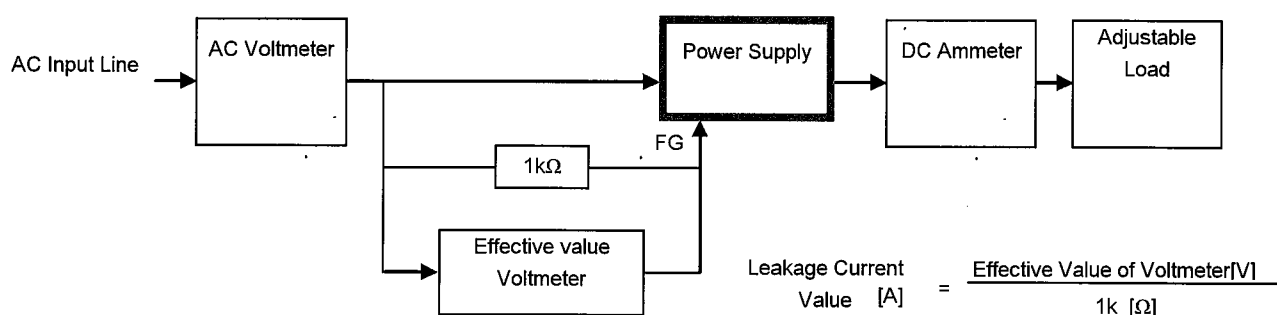 AC Input Line
AC Voltmeter
Power Supply
DC Ammeter
Adjustable
Load
FG
1kΩ
Effective value
Voltmeter
Leakage Current
Value [A]
=
Effective Value of Voltmeter[V]
1k [Ω]